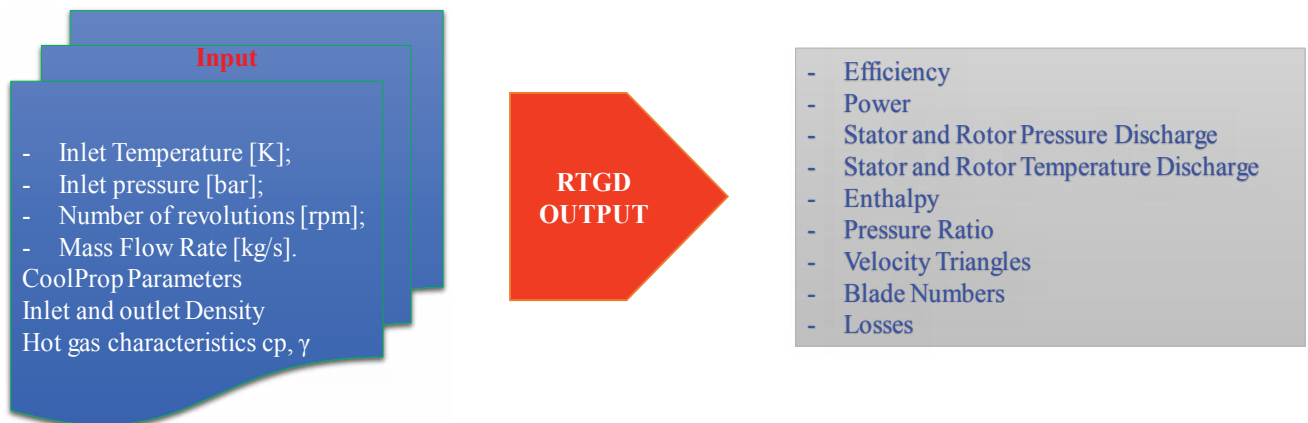 Input
- Inlet Temperature [K];
- Inlet pressure [bar];
- Number of revolutions [rpm];
- Mass Flow Rate [kg/s].
CoolProp Parameters
Inlet and outlet Density
Hot gas characteristics cp, γ
RTGD
OUTPUT
- Efficiency
- Power
- Stator and Rotor Pressure Discharge
- Stator and Rotor Temperature Discharge
- Enthalpy
- Pressure Ratio
- Velocity Triangles
- Blade Numbers
- Losses